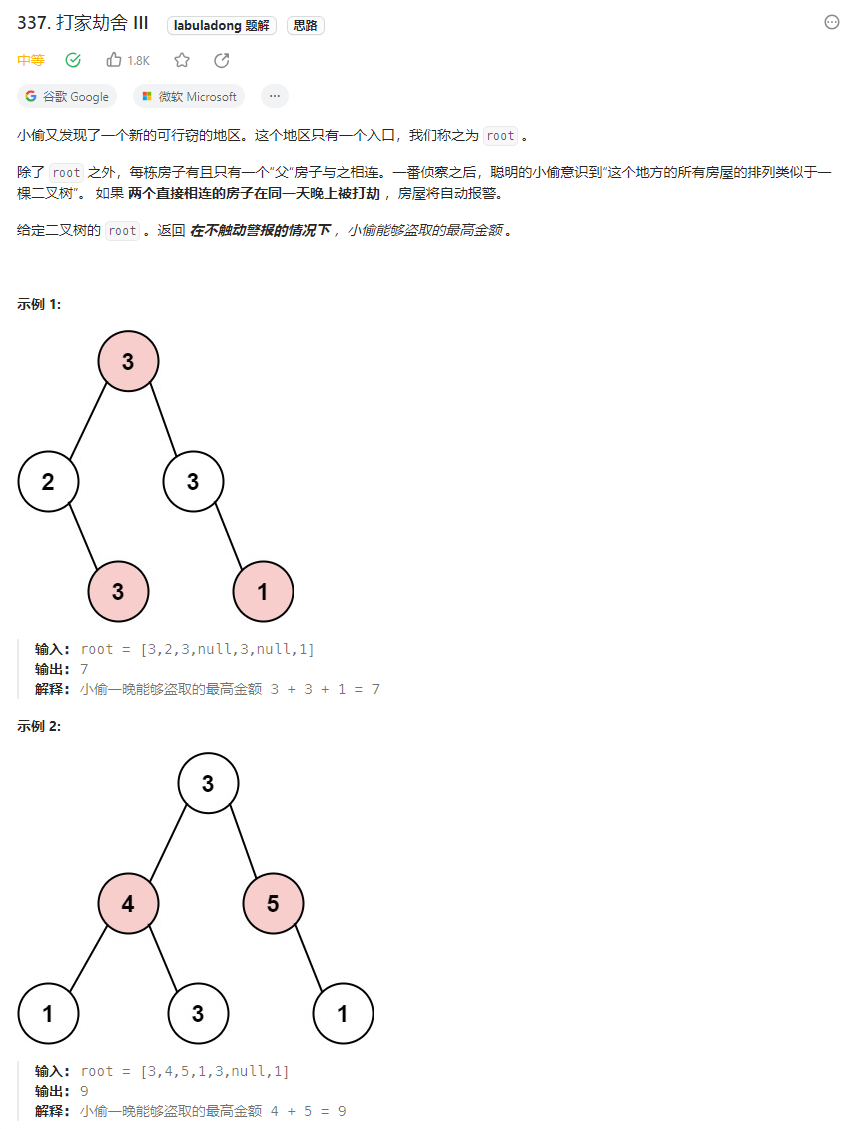 337. 打家劫舍 III labuladong 题解 思路
中等 1.8K
谷歌 Google 微软 Microsoft ...
小偷又发现了一个新的可行窃的地区。这个地区只有一个入口，我们称之为 root 。
除了 root 之外，每栋房子有且只有一个“父“房子与之相连。一番侦察之后，聪明的小偷意识到“这个地方的所有房屋的排列类似于一
棵二叉树”。 如果 两个直接相连的房子在同一天晚上被打劫 ，房屋将自动报警。
给定二叉树的 root 。返回 在不触动警报的情况下 ，小偷能够盗取的最高金额 。
示例 1:
3
2 3
3 1
输入: root = [3,2,3,null,3,null,1]
输出: 7
解释: 小偷一晚能够盗取的最高金额 3 + 3 + 1 = 7
示例 2:
3
4 5
1 3 1
输入: root = [3,4,5,1,3,null,1]
输出: 9
解释: 小偷一晚能够盗取的最高金额 4 + 5 = 9